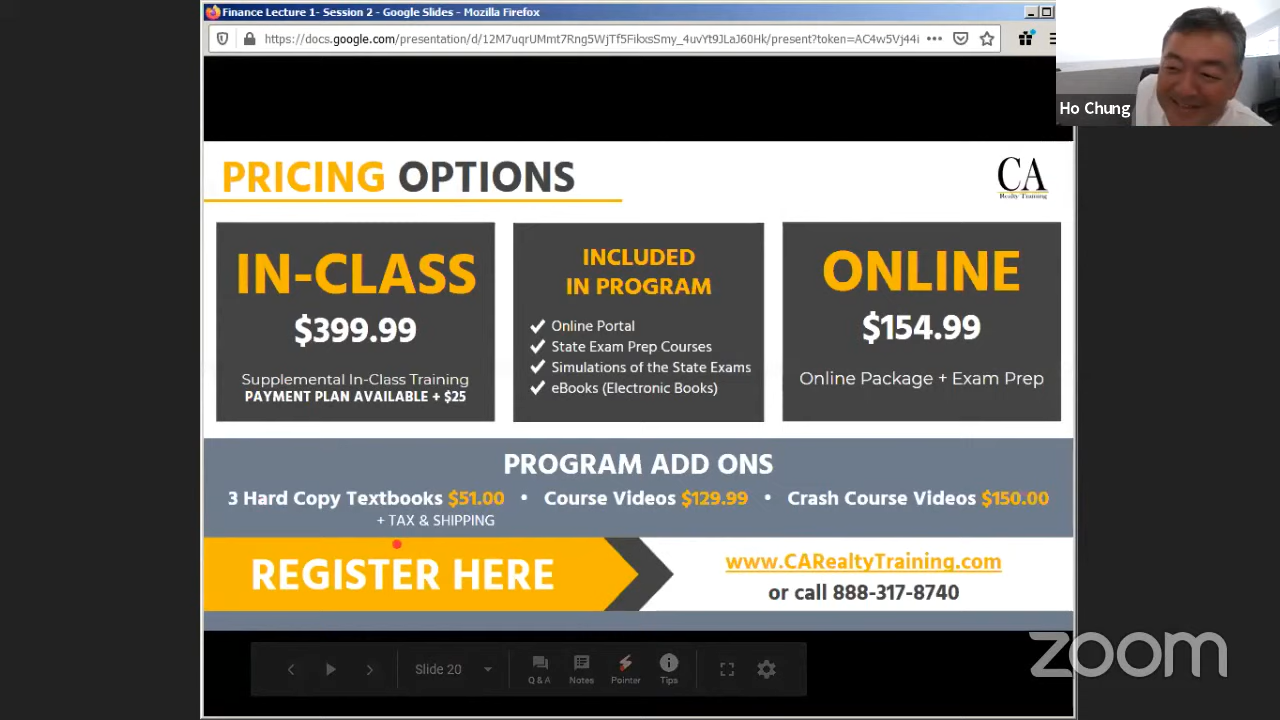 Finance Lecture 1- Session 2 - Google Slides - Mozilla Firefox
https://docs.google.com/presentation/d/12M7uqrUMmt7Rng5WjTf5FikxsSmy_4uvYt9JLaJ60Hk/present?token=AC4w5Vj44i
Ho Chung
PRICING OPTIONS
CA
Realty Training
IN-CLASS
$399.99
Supplemental In-Class Training
PAYMENT PLAN AVAILABLE + $25
INCLUDED
IN PROGRAM
Online Portal
State Exam Prep Courses
Simulations of the State Exams
eBooks (Electronic Books)
ONLINE
$154.99
Online Package + Exam Prep
PROGRAM ADD ONS
3 Hard Copy Textbooks $51.00 • Course Videos $129.99 • Crash Course Videos $150.00
+ TAX & SHIPPING
REGISTER HERE
www.CARealtyTraining.com
or call 888-317-8740
Slide 20
Q & A
Notes
Pointer
Tips
zoom